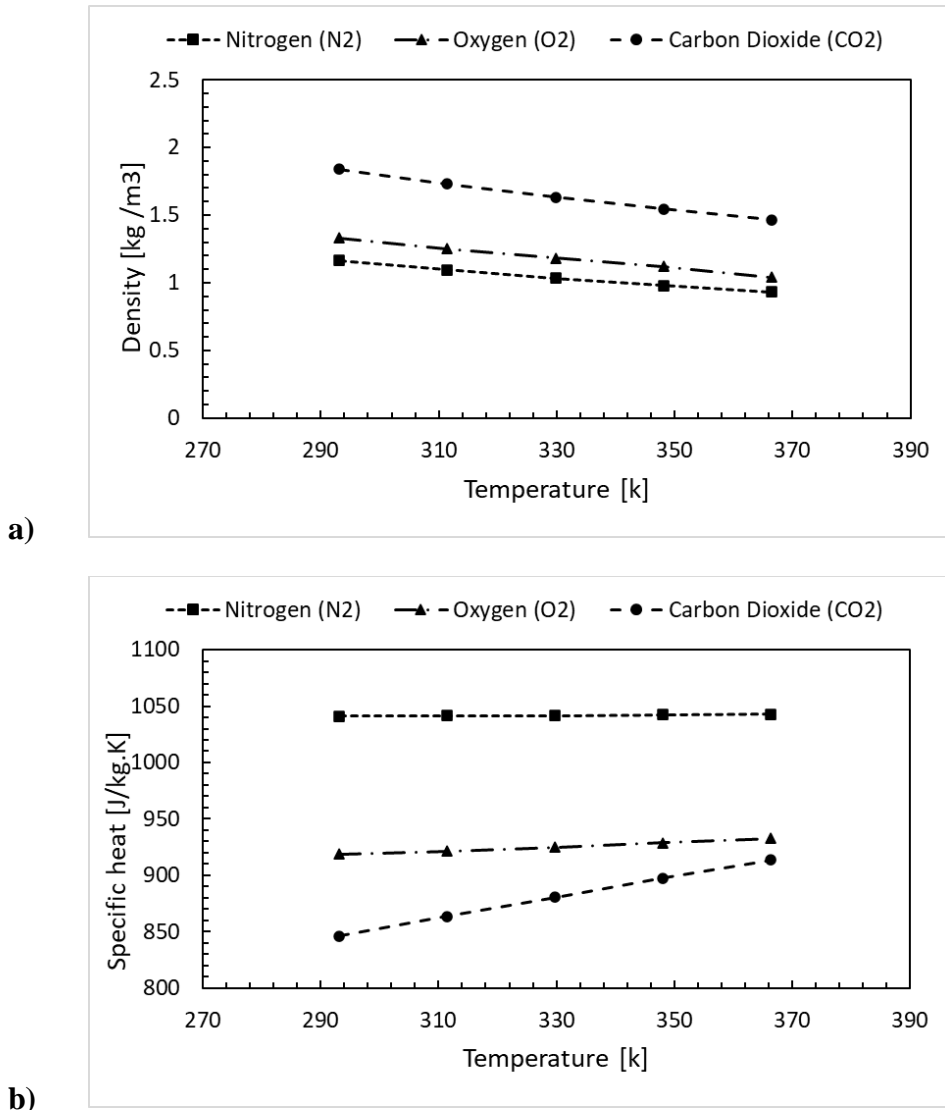 Nitrogen (N2) Oxygen (O2) Carbon Dioxide (CO2)
2.5
2
1.5
1
0.5
0
Density [kg /m3]
270 290 310 330 350 370 390
Temperature [k]
a)
Nitrogen (N2) Oxygen (O2) Carbon Dioxide (CO2)
1100
1050
1000
950
900
850
800
Specific heat [J/kg.K]
270 290 310 330 350 370 390
Temperature [k]
b)